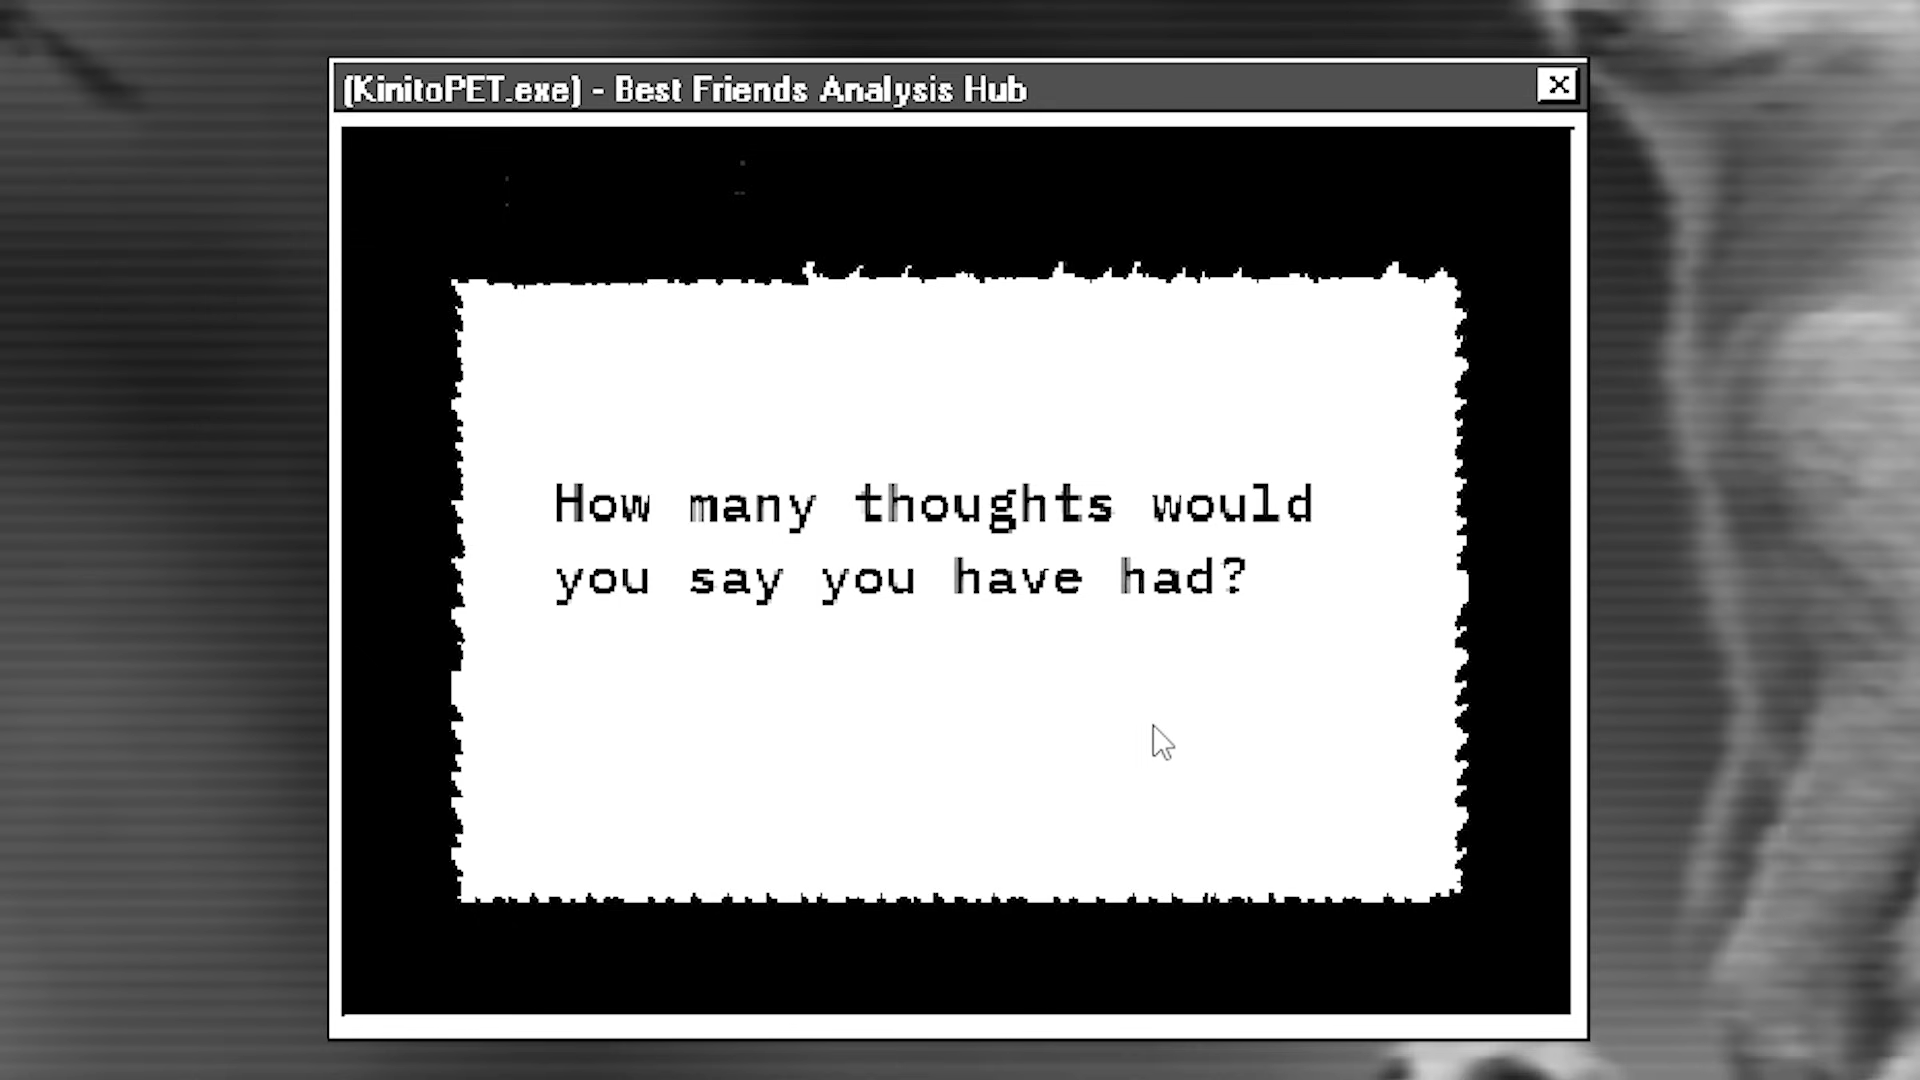 (KinitoPET.exe) - Best Friends Analysis Hub
How many thoughts would
you say you have had?